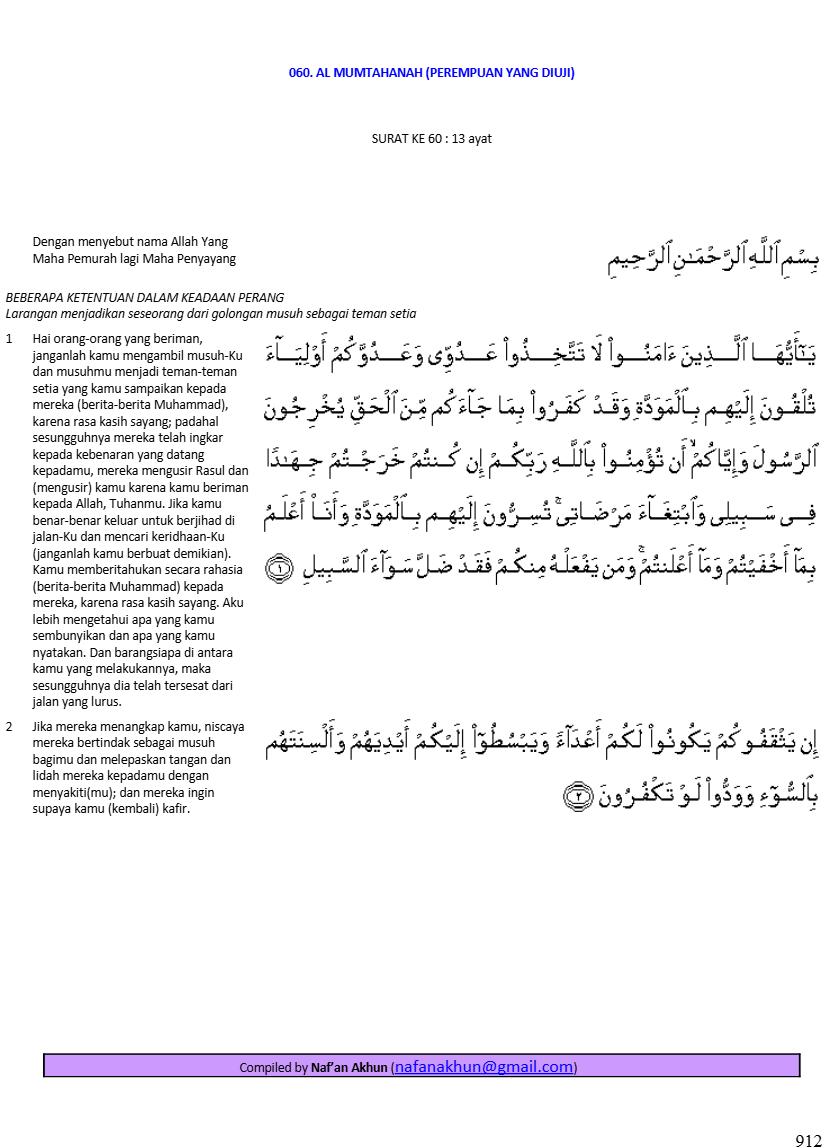 060. AL MUMTAHANAH (PEREMPUAN YANG DIUJI)
SURAT KE 60 : 13 ayat
Dengan menyebut nama Allah Yang
Maha Pemurah lagi Maha Penyayang
بِسْمِ ٱللَّهِ ٱلرَّحْمَـٰنِ ٱلرَّحِيمِ
BEBERAPA KETENTUAN DALAM KEADAAN PERANG
Larangan menjadikan seseorang dari golongan musuh sebagai teman setia
1 Hai orang-orang yang beriman,
janganlah kamu mengambil musuh-Ku
dan musuhmu menjadi teman-teman
setia yang kamu sampaikan kepada
mereka (berita-berita Muhammad),
karena rasa kasih sayang; padahal
sesungguhnya mereka telah ingkar
kepada kebenaran yang datang
kepadamu, mereka mengusir Rasul dan
(mengusir) kamu karena kamu beriman
kepada Allah, Tuhanmu. Jika kamu
benar-benar keluar untuk berjihad di
jalan-Ku dan mencari keridhaan-Ku
(janganlah kamu berbuat demikian).
Kamu memberitahukan secara rahasia
(berita-berita Muhammad) kepada
mereka, karena rasa kasih sayang. Aku
lebih mengetahui apa yang kamu
sembunyikan dan apa yang kamu
nyatakan. Dan barangsiapa di antara
kamu yang melakukannya, maka
sesungguhnya dia telah tersesat dari
jalan yang lurus.
يَـٰٓأَيُّهَا ٱلَّذِينَ ءَامَنُوا۟ لَا تَتَّخِذُوا۟ عَدُوِّى وَعَدُوَّكُمْ أَوْلِيَآءَ
تُلْقُونَ إِلَيْهِم بِٱلْمَوَدَّةِ وَقَدْ كَفَرُوا۟ بِمَا جَآءَكُم مِّنَ ٱلْحَقِّ يُخْرِجُونَ
ٱلرَّسُولَ وَإِيَّاكُمْ ۙ أَن تُؤْمِنُوا۟ بِٱللَّهِ رَبِّكُمْ إِن كُنتُمْ خَرَجْتُمْ جِهَـٰدًا
فِى سَبِيلِى وَٱبْتِغَآءَ مَرْضَاتِى ۚ تُسِرُّونَ إِلَيْهِم بِٱلْمَوَدَّةِ وَأَنَا۠ أَعْلَمُ
بِمَآ أَخْفَيْتُمْ وَمَآ أَعْلَنتُمْ ۚ وَمَن يَفْعَلْهُ مِنكُمْ فَقَدْ ضَلَّ سَوَآءَ ٱلسَّبِيلِ ١
2 Jika mereka menangkap kamu, niscaya
mereka bertindak sebagai musuh
bagimu dan melepaskan tangan dan
lidah mereka kepadamu dengan
menyakiti(mu); dan mereka ingin
supaya kamu (kembali) kafir.
إِن يَثْقَفُوكُمْ يَكُونُوا۟ لَكُمْ أَعْدَآءً وَيَبْسُطُوٓا۟ إِلَيْكُمْ أَيْدِيَهُمْ وَأَلْسِنَتَهُم
بِٱلسُّوٓءِ وَوَدُّوا۟ لَوْ تَكْفُرُونَ ٢
Compiled by Naf’an Akhun (nafanakhun@gmail.com)
912